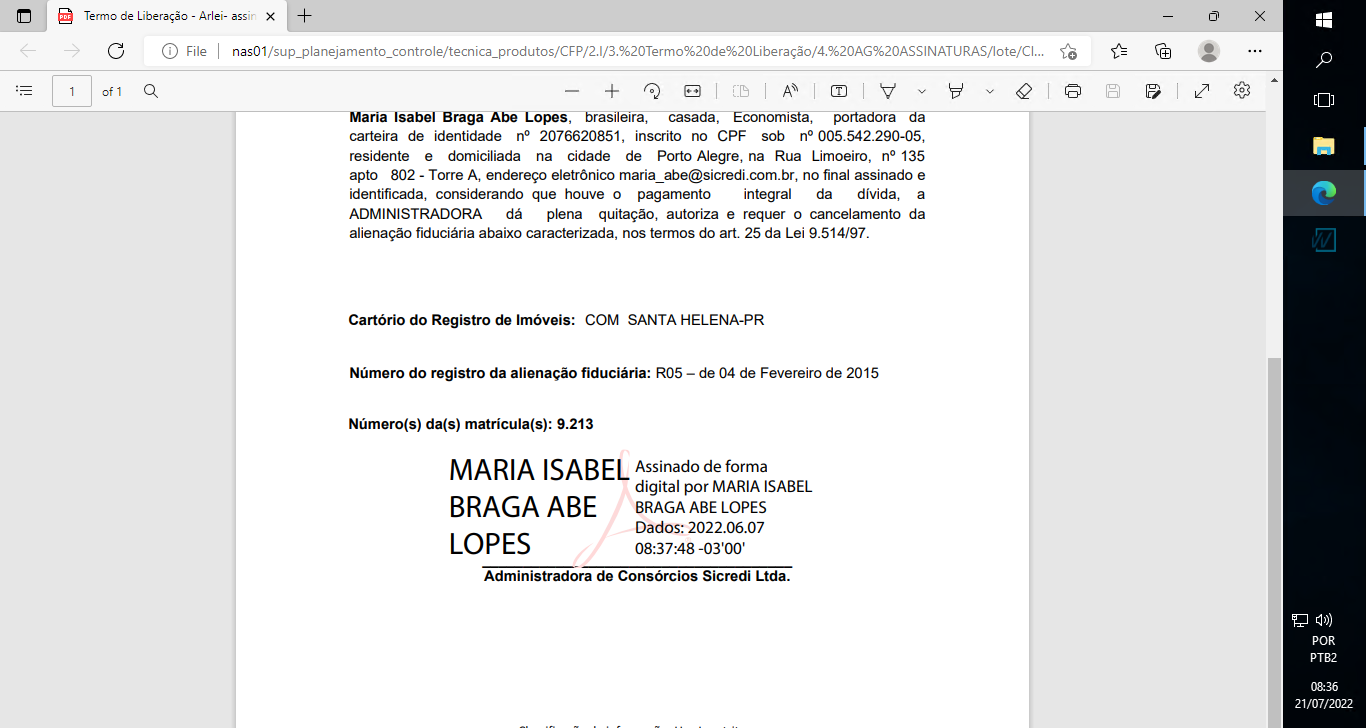 Termo de Liberação - Arlei- assin
File
nas01/sup_planejamento_controle/tecnica_produtos/CFP/2.I/3.%20Termo%20de%20Liberação/4.%20AG%20ASSINATURAS/lote/Cl...
1 of 1
Maria Isabel Braga Abe Lopes, brasileira, casada, Economista, portadora da
carteira de identidade nº 2076620851, inscrito no CPF sob nº 005.542.290-05,
residente e domiciliada na cidade de Porto Alegre, na Rua Limoeiro, nº 135
apto 802 - Torre A, endereço eletrônico maria_abe@sicredi.com.br, no final assinado e
identificada, considerando que houve o pagamento integral da dívida, a
ADMINISTRADORA dá plena quitação, autoriza e requer o cancelamento da
alienação fiduciária abaixo caracterizada, nos termos do art. 25 da Lei 9.514/97.
Cartório do Registro de Imóveis: COM SANTA HELENA-PR
Número do registro da alienação fiduciária: R05 – de 04 de Fevereiro de 2015
Número(s) da(s) matrícula(s): 9.213
MARIA ISABEL
BRAGA ABE
LOPES
Assinado de forma
digital por MARIA ISABEL
BRAGA ABE LOPES
Dados: 2022.06.07
08:37:48 -03'00'
Administradora de Consórcios Sicredi Ltda.
POR
PTB2
08:36
21/07/2022